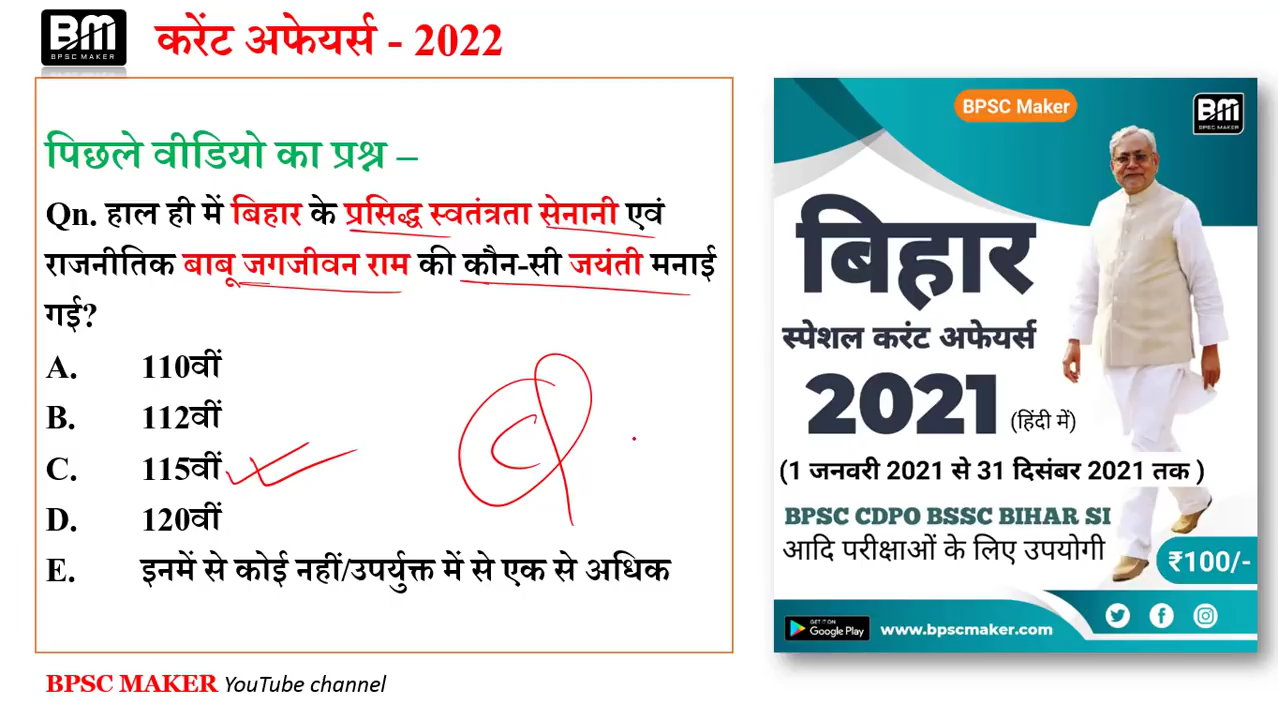 BM
BPSC MAKER
करेंट अफेयर्स - 2022
पिछले वीडियो का प्रश्न –
Qn. हाल ही में बिहार के प्रसिद्ध स्वतंत्रता सेनानी एवं
राजनीतिक बाबू जगजीवन राम की कौन-सी जयंती मनाई
गई?
A. 110वीं
B. 112वीं
C. 115वीं
D. 120वीं
E. इनमें से कोई नहीं/उपर्युक्त में से एक से अधिक
BPSC MAKER YouTube channel
BPSC Maker
BM
BPSC MAKER
बिहार
स्पेशल करंट अफेयर्स
2021 (हिंदी में)
(1 जनवरी 2021 से 31 दिसंबर 2021 तक )
BPSC CDPO BSSC BIHAR SI
आदि परीक्षाओं के लिए उपयोगी
₹100/-
GET IT ON
Google Play
www.bpscmaker.com